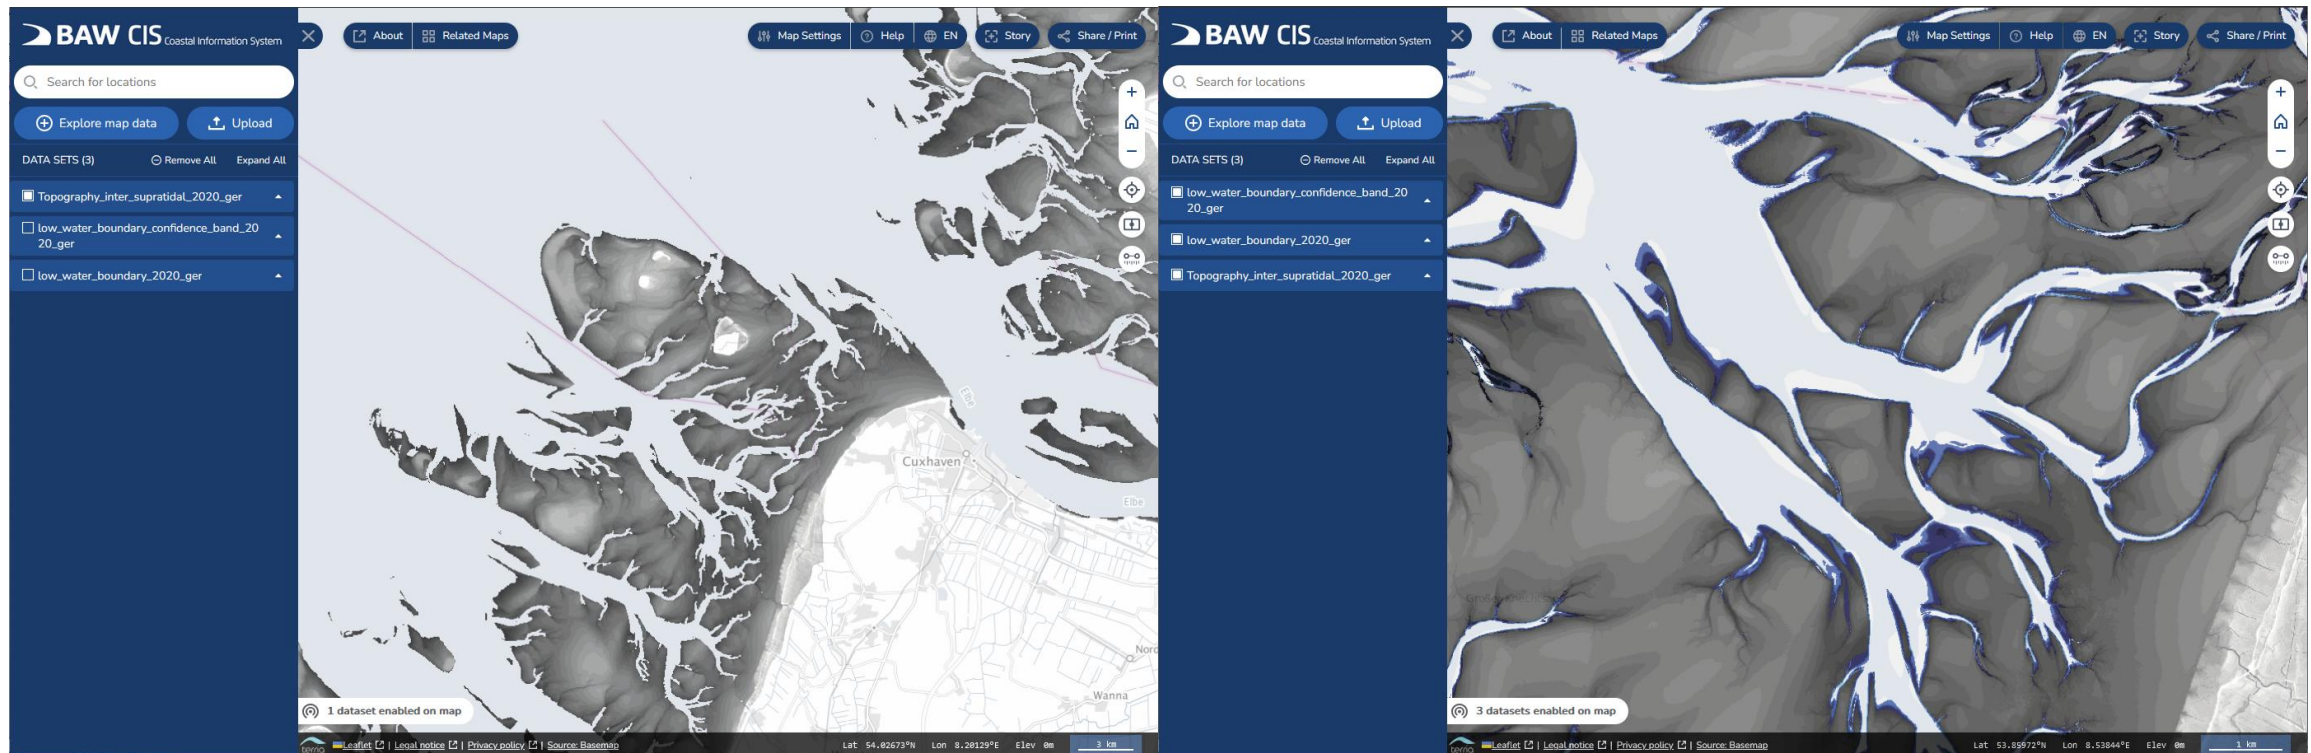 BAW CIS Coastal Information System
About
Related Maps
Map Settings
Help
EN
Story
Share / Print
Search for locations
Explore map data
Upload
DATA SETS (3)
Remove All
Expand All
Topography_inter_supratidal_2020_ger
low_water_boundary_confidence_band_20
20_ger
low_water_boundary_2020_ger
Elbe
Cuxhaven
Elbe
Nord
Wanna
1 dataset enabled on map
terria
Leaflet | Legal notice | Privacy policy | Source: Basemap
Lat 54.02673°N Lon 8.20129°E Elev 0m
3 km
BAW CIS Coastal Information System
About
Related Maps
Map Settings
Help
EN
Story
Share / Print
Search for locations
Explore map data
Upload
DATA SETS (3)
Remove All
Expand All
low_water_boundary_confidence_band_20
20_ger
low_water_boundary_2020_ger
Topography_inter_supratidal_2020_ger
3 datasets enabled on map
terria
Leaflet | Legal notice | Privacy policy | Source: Basemap
Lat 53.85972°N Lon 8.53844°E Elev 0m
1 km